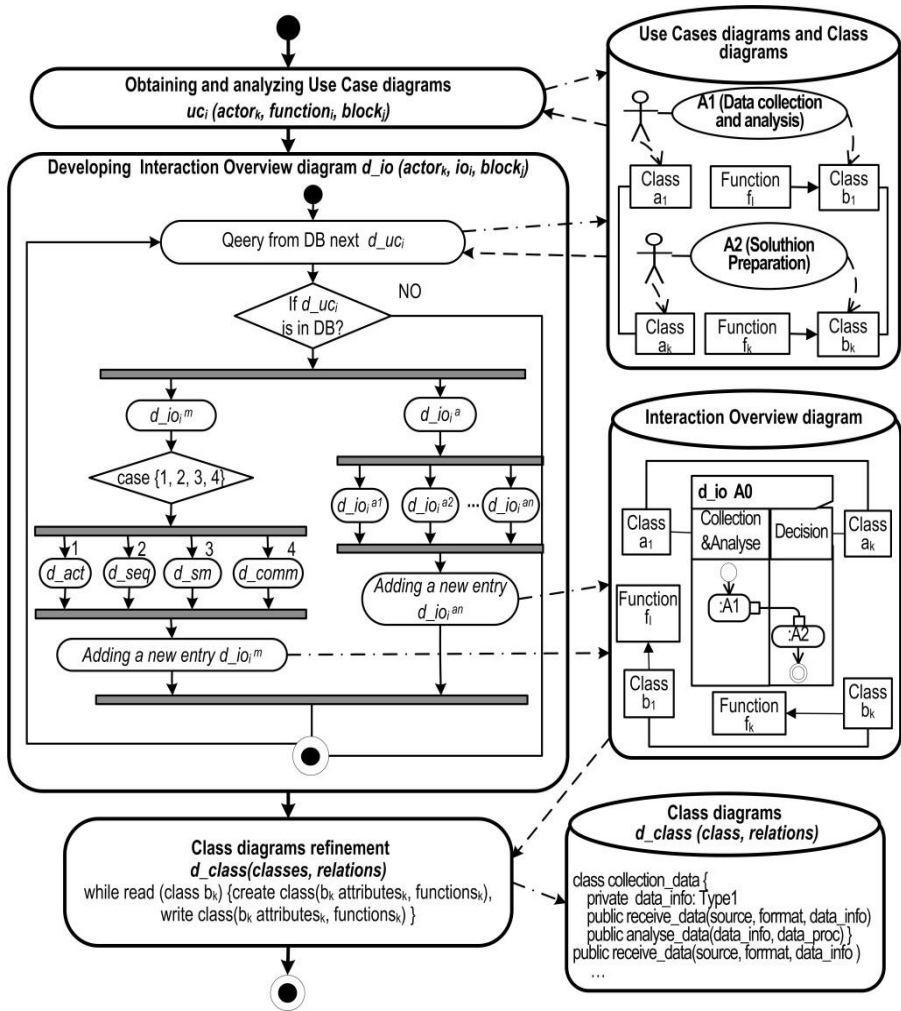 Obtaining and analyzing Use Case diagrams
ucᵢ (actorₖ, functionᵢ, blockⱼ)
Developing Interaction Overview diagram d_io (actorₖ, ioᵢ, blockⱼ)
Qeery from DB next d_ucᵢ
If d_ucᵢ
is in DB?
NO
d_ioᵢᵐ
d_ioᵢᵃ
case {1, 2, 3, 4}
d_ioᵢᵃ¹
d_ioᵢᵃ²
...
d_ioᵢᵃⁿ
1
2
3
4
d_act
d_seq
d_sm
d_comm
Adding a new entry
d_ioᵢᵃⁿ
Adding a new entry d_ioᵢᵐ
Class diagrams refinement
d_class(classes, relations)
while read (class bₖ) {create class(bₖ attributesₖ, functionsₖ),
write class(bₖ attributesₖ, functionsₖ) }
Use Cases diagrams and Class
diagrams
A1 (Data collection
and analysis)
Class
a₁
Function
fₗ
Class
b₁
A2 (Soluthion
Preparation)
Class
aₖ
Function
fₖ
Class
bₖ
Interaction Overview diagram
d_io A0
Class
a₁
Collection
&Analyse
Decision
Class
aₖ
Function
fₗ
:A1
:A2
Class
b₁
Function
fₖ
Class
bₖ
Class diagrams
d_class (class, relations)
class collection_data {
private data_info: Type1
public receive_data(source, format, data_info)
public analyse_data(data_info, data_proc) }
public receive_data(source, format, data_info )
...